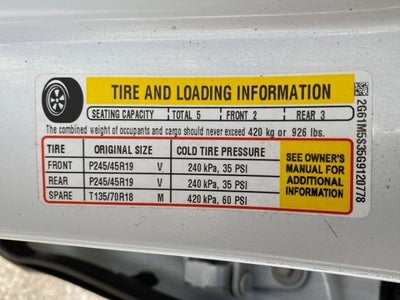 TIRE AND LOADING INFORMATION
SEATING CAPACITY TOTAL 5 FRONT 2 REAR 3
The combined weight of occupants and cargo should never exceed 420 kg or 926 lbs.
TIRE ORIGINAL SIZE COLD TIRE PRESSURE
FRONT P245/45R19 V 240 kPa, 35 PSI
REAR P245/45R19 V 240 kPa, 35 PSI
SPARE T135/70R18 M 420 kPa, 60 PSI
SEE OWNER'S
MANUAL FOR
ADDITIONAL
INFORMATION
2G61M5S35G9120778